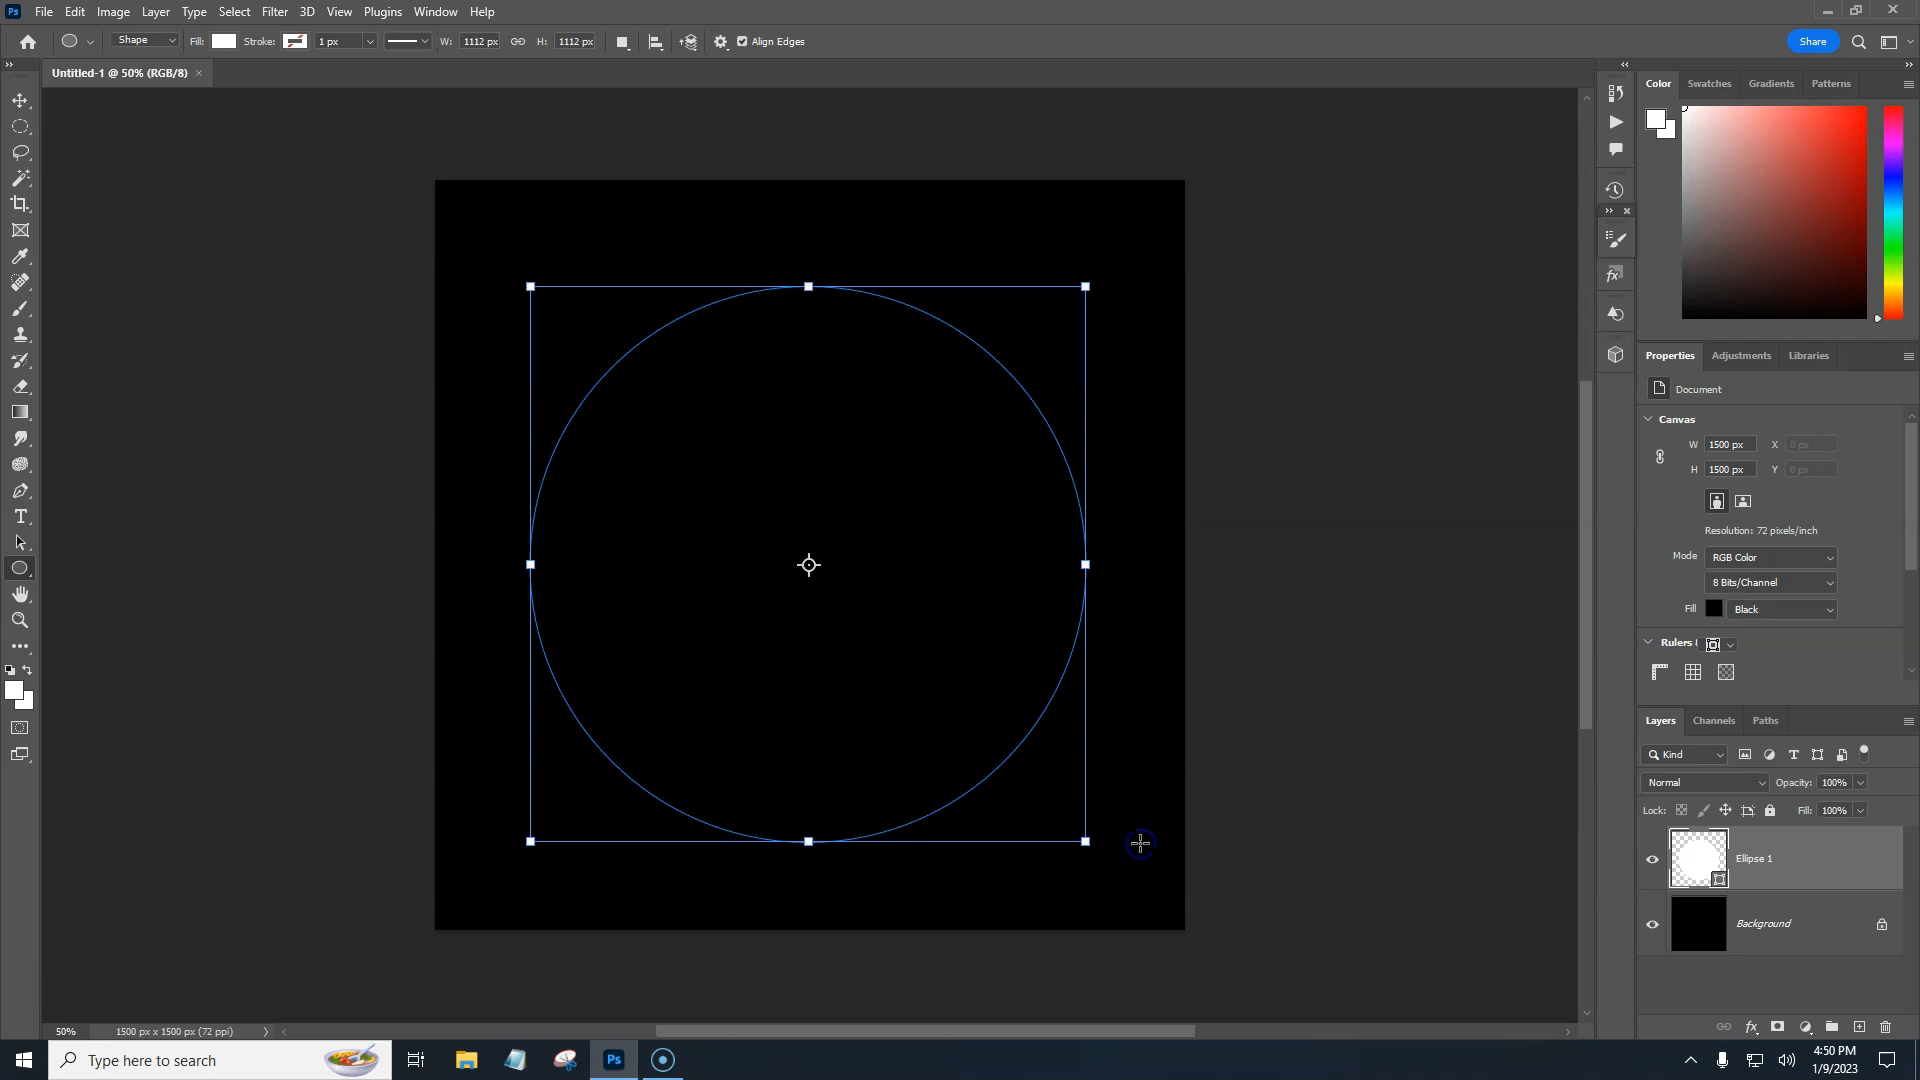 Ps File Edit Image Layer Type Select Filter 3D View Plugins Window Help
Shape Fill: Stroke: 1 px W: 1112 px H: 1112 px Align Edges Share
Untitled-1 @ 50% (RGB/8) ×
Color Swatches Gradients Patterns
fx
Properties Adjustments Libraries
Document
Canvas
W 1500 px X 0 px
H 1500 px Y 0 px
Resolution: 72 pixels/inch
Mode RGB Color
8 Bits/Channel
Fill Black
Rulers
Layers Channels Paths
Kind
Normal Opacity: 100%
Lock: Fill: 100%
Ellipse 1
Background
fx
50% 1500 px x 1500 px (72 ppi)
Type here to search Ps 4:50 PM
1/9/2023